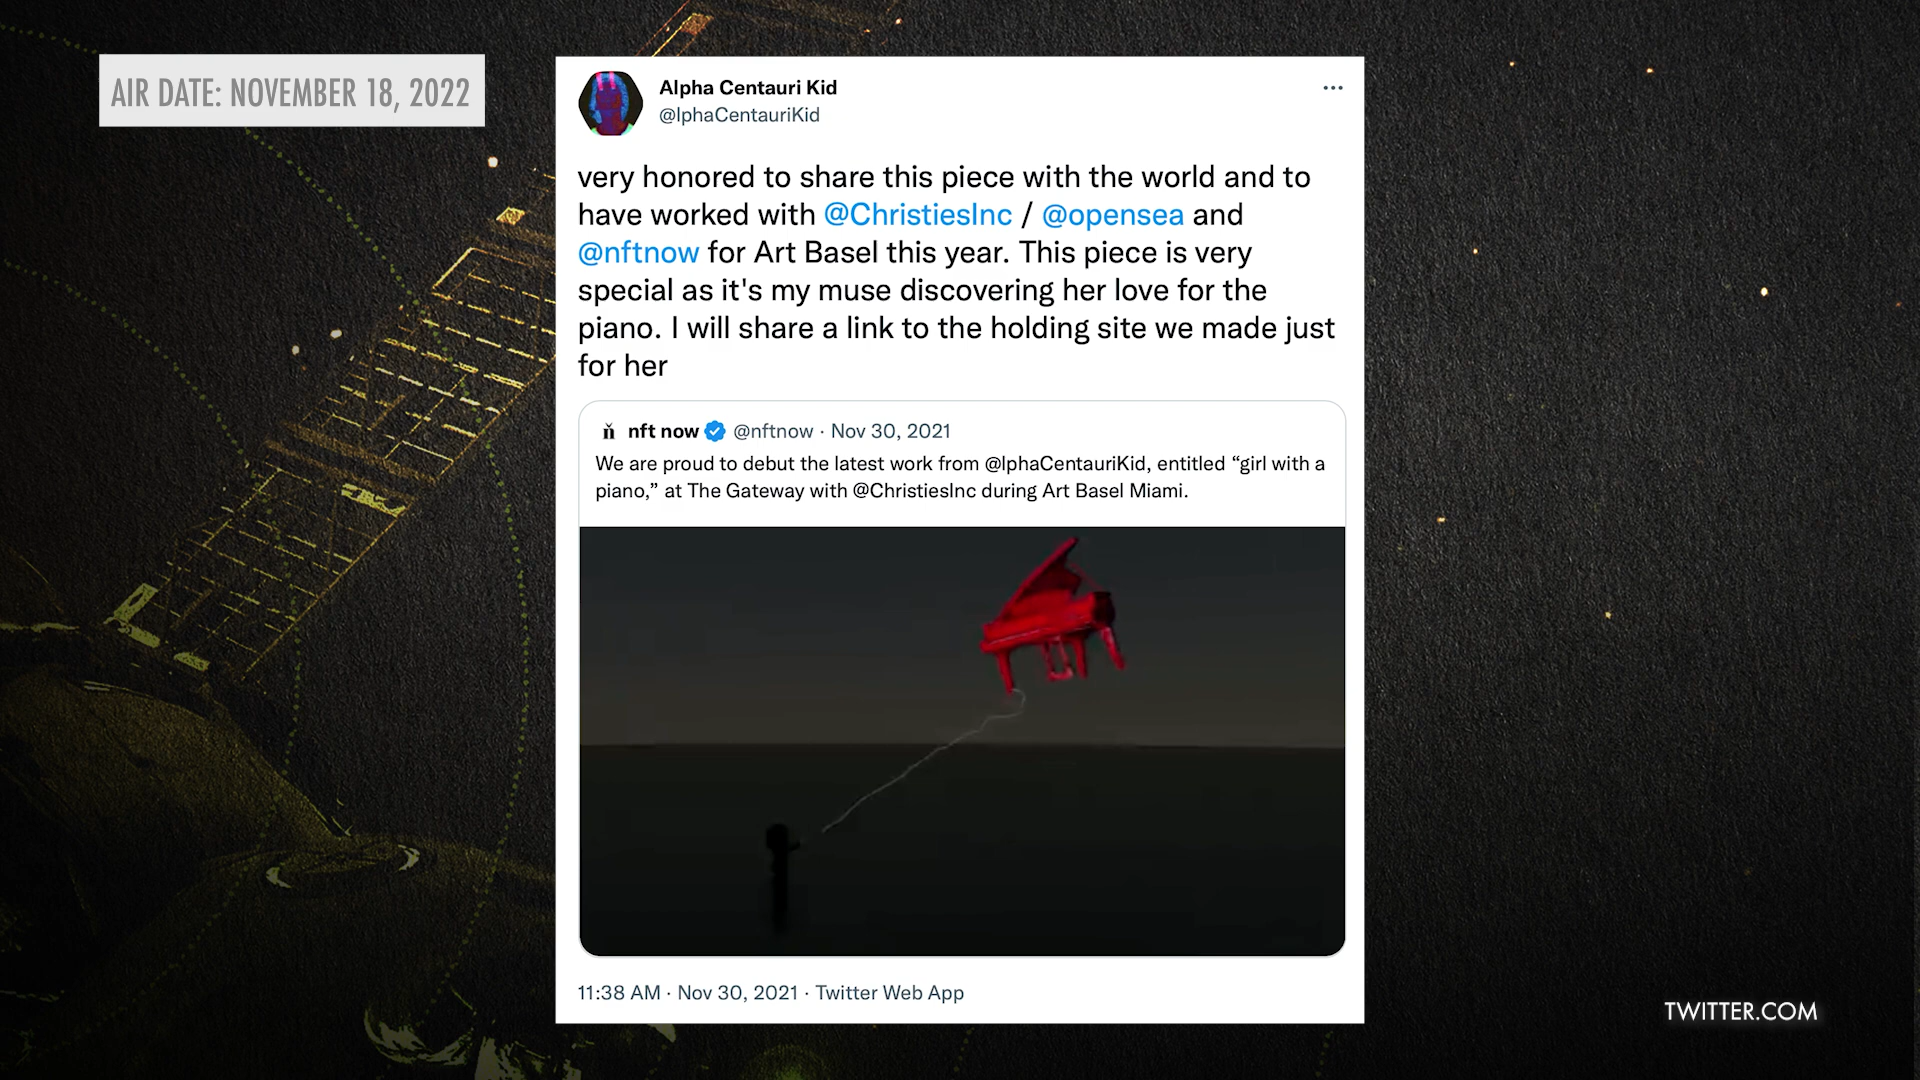 AIR DATE: NOVEMBER 18, 2022
Alpha Centauri Kid
@lphaCentauriKid
very honored to share this piece with the world and to
have worked with @ChristiesInc / @opensea and
@nftnow for Art Basel this year. This piece is very
special as it's my muse discovering her love for the
piano. I will share a link to the holding site we made just
for her
nft now @nftnow · Nov 30, 2021
We are proud to debut the latest work from @lphaCentauriKid, entitled “girl with a
piano,” at The Gateway with @ChristiesInc during Art Basel Miami.
11:38 AM · Nov 30, 2021 · Twitter Web App
TWITTER.COM